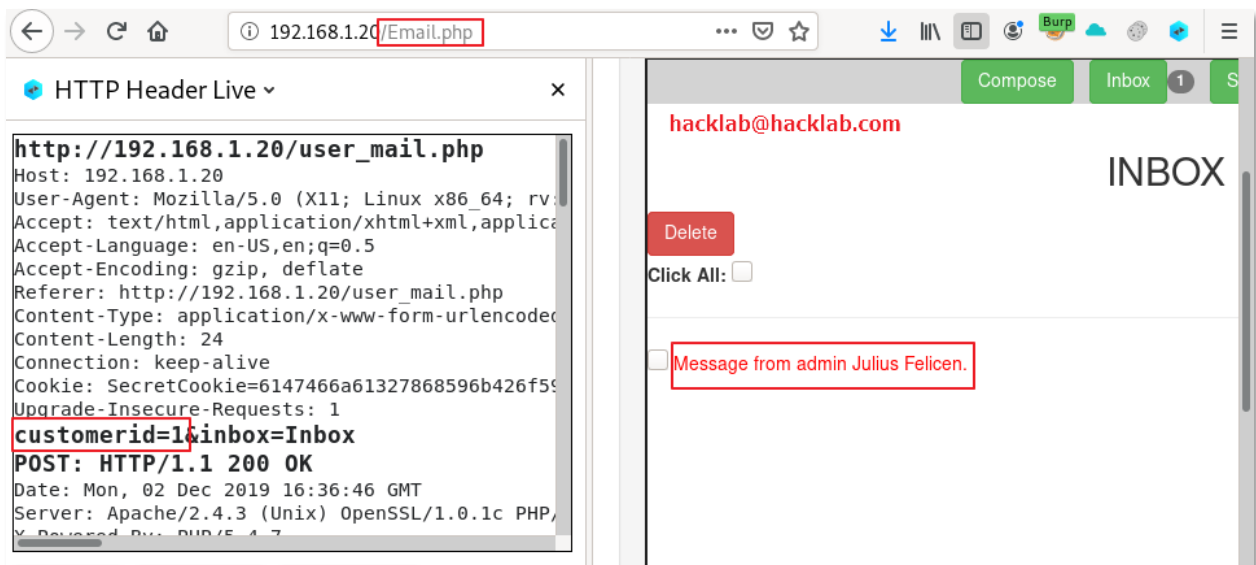 192.168.1.20/Email.php
Burp
HTTP Header Live
http://192.168.1.20/user_mail.php
Host: 192.168.1.20
User-Agent: Mozilla/5.0 (X11; Linux x86_64; rv:
Accept: text/html,application/xhtml+xml,applica
Accept-Language: en-US,en;q=0.5
Accept-Encoding: gzip, deflate
Referer: http://192.168.1.20/user_mail.php
Content-Type: application/x-www-form-urlencoded
Content-Length: 24
Connection: keep-alive
Cookie: SecretCookie=6147466a61327868596b426f59
Upgrade-Insecure-Requests: 1
customerid=1&inbox=Inbox
POST: HTTP/1.1 200 OK
Date: Mon, 02 Dec 2019 16:36:46 GMT
Server: Apache/2.4.3 (Unix) OpenSSL/1.0.1c PHP/
X-Powered-By: PHP/5.4.7
Compose
Inbox 1
S
hacklab@hacklab.com
INBOX
Delete
Click All:
Message from admin Julius Felicen.